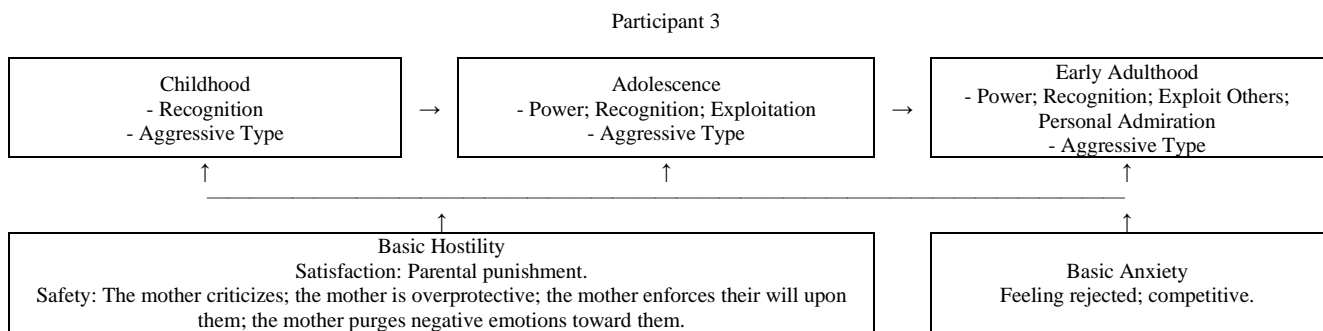 Participant 3
Childhood
- Recognition
- Aggressive Type
→
Adolescence
- Power; Recognition; Exploitation
- Aggressive Type
→
Early Adulthood
- Power; Recognition; Exploit Others;
Personal Admiration
- Aggressive Type
↑ ↑ ↑
↑ ↑
Basic Hostility
Satisfaction: Parental punishment.
Safety: The mother criticizes; the mother is overprotective; the mother enforces their will upon
them; the mother purges negative emotions toward them.
Basic Anxiety
Feeling rejected; competitive.